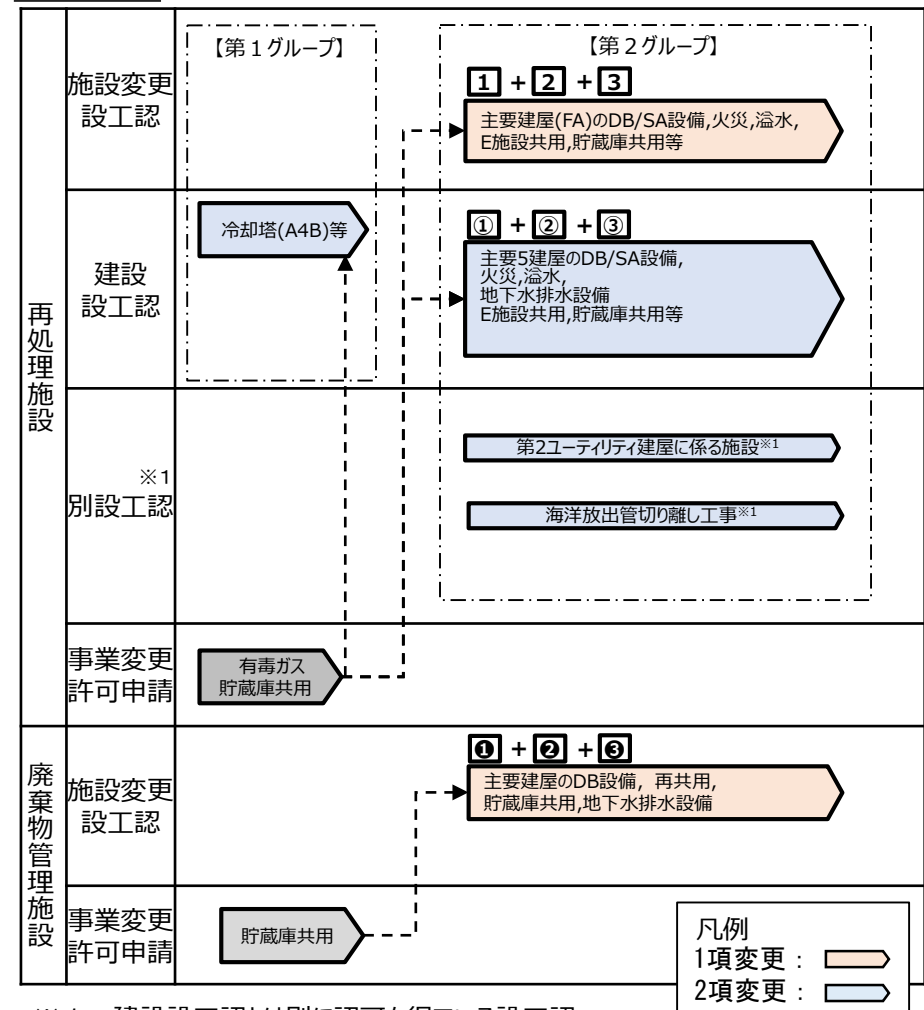 【第1グループ】
【第2グループ】
再処理施設
施設変更
設工認
1 + 2 + 3
主要建屋(FA)のDB/SA設備,火災,溢水,
E施設共用,貯蔵庫共用等
建設
設工認
冷却塔(A4B)等
① + ② + ③
主要5建屋のDB/SA設備,
火災,溢水,
地下水排水設備
E施設共用,貯蔵庫共用等
※1
別設工認
第2ユーティリティ建屋に係る施設※1
海洋放出管切り離し工事※1
事業変更
許可申請
有毒ガス
貯蔵庫共用
廃棄物管理施設
施設変更
設工認
❶ + ❷ + ❸
主要建屋のDB設備，再共用,
貯蔵庫共用,地下水排水設備
事業変更
許可申請
貯蔵庫共用
凡例
1項変更：
2項変更：